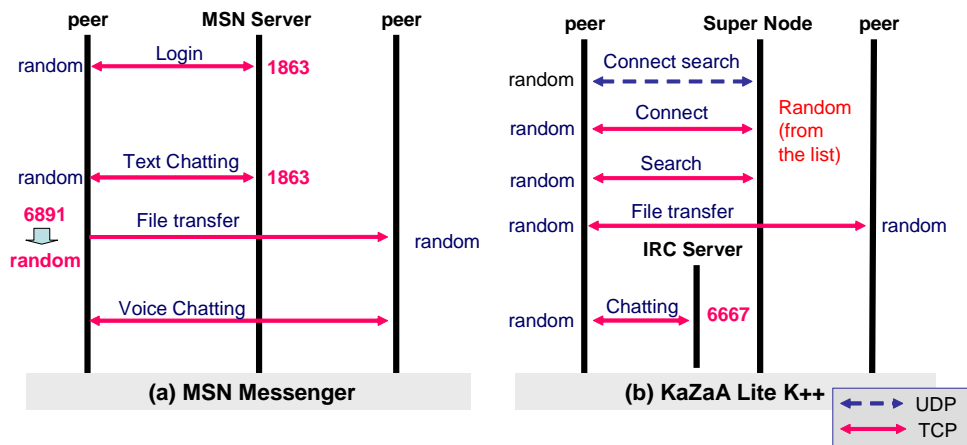 peer
MSN Server
peer
random
Login
1863
random
Text Chatting
1863
6891
random
File transfer
random
Voice Chatting
(a) MSN Messenger
peer
Super Node
peer
random
Connect search
random
Connect
Random
(from
the list)
random
Search
random
File transfer
random
IRC Server
random
Chatting
6667
(b) KaZaA Lite K++
UDP
TCP